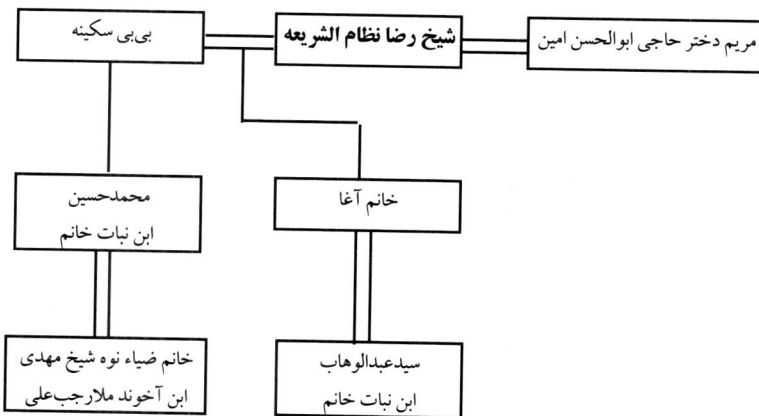 مریم دختر حاجی ابوالحسن امین
شیخ رضا نظام الشریعه
بی‌بی سکینه
خانم آغا
محمدحسین
ابن نبات خانم
سیدعبدالوهاب
ابن نبات خانم
خانم ضیاء نوه شیخ مهدی
ابن آخوند ملارجب‌علی